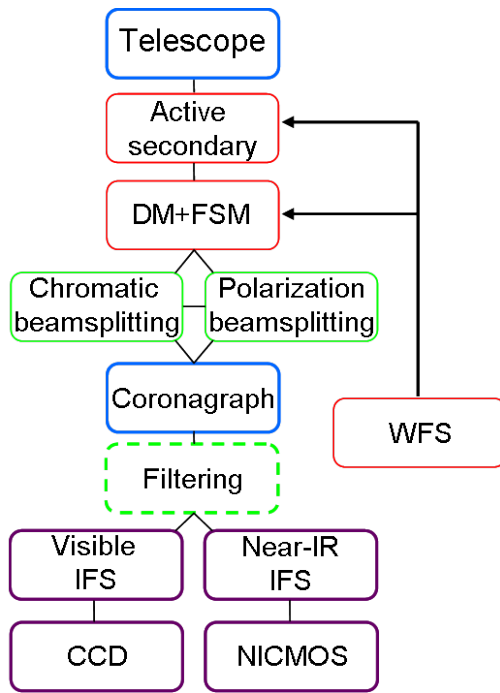 Telescope
Active
secondary
DM+FSM
Chromatic
beamsplitting
Polarization
beamsplitting
Coronagraph
WFS
Filtering
Visible
IFS
Near-IR
IFS
CCD
NICMOS